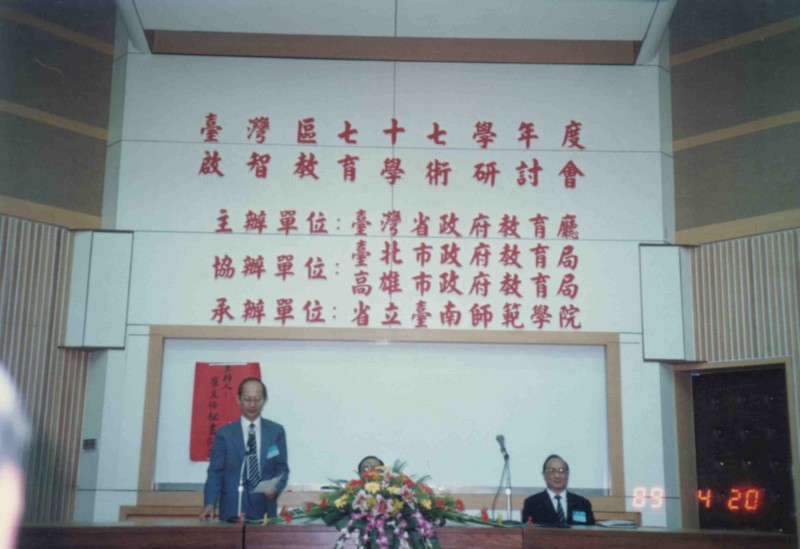 臺灣區七十七學年度
啟智教育學術研討會
主辦單位:臺灣省政府教育廳
協辦單位:臺北市政府教育局
高雄市政府教育局
承辦單位:省立臺南師範學院
主持人:
89 4 20